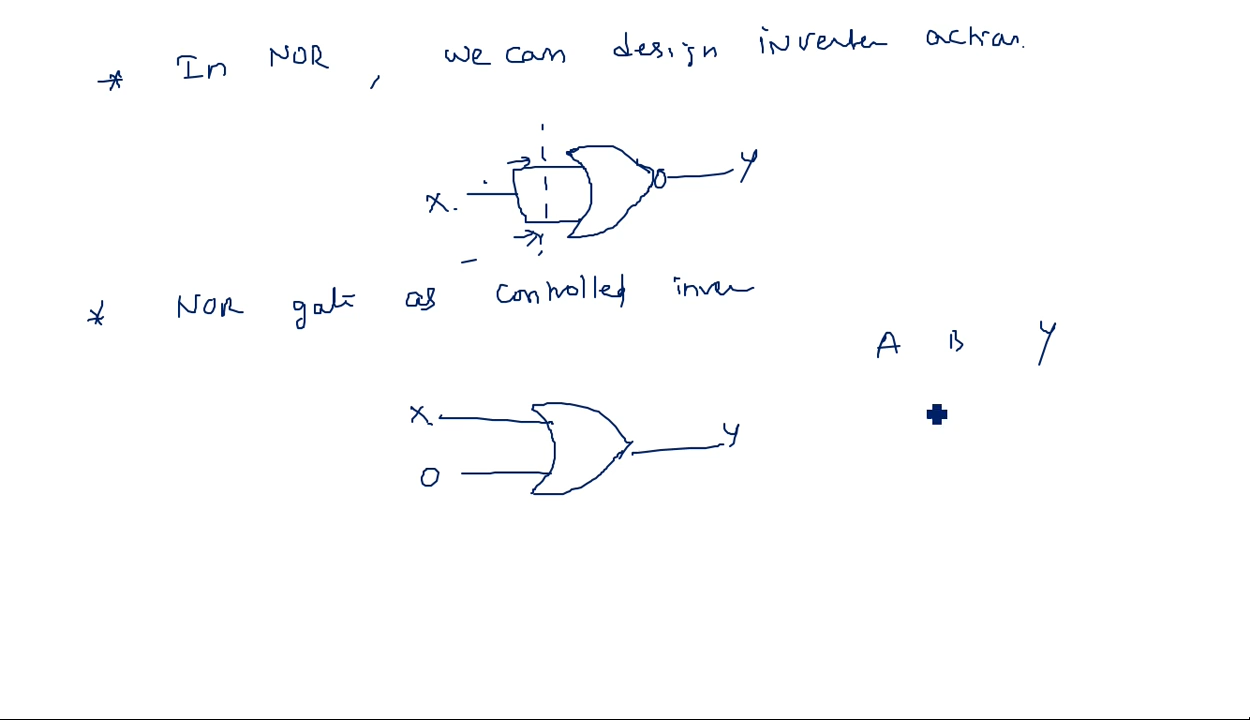 * In NOR, we can design inverter action.
X. Y
* NOR gate as controlled inver
A B Y
X Y
0